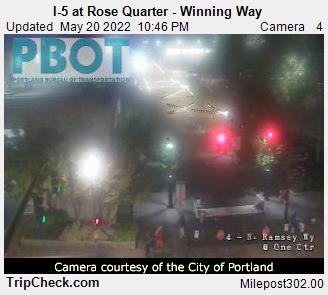 I-5 at Rose Quarter - Winning Way
Updated May 20 2022 10:46 PM Camera 4
PBOT
PORTLAND BUREAU OF TRANSPORTATION
4 - N. Ramsey Wy
@ One Ctr
Camera courtesy of the City of Portland
TripCheck.com Milepost302.00